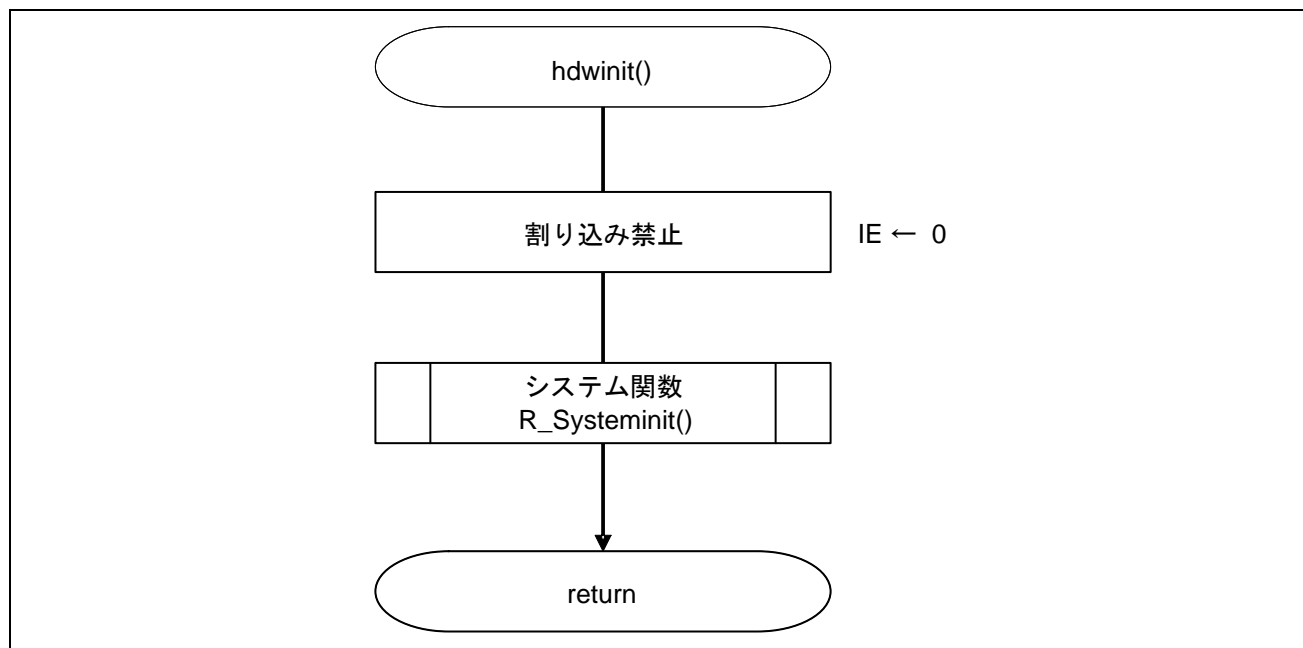 hdwinit()
割り込み禁止
IE ← 0
システム関数
R_Systeminit()
return